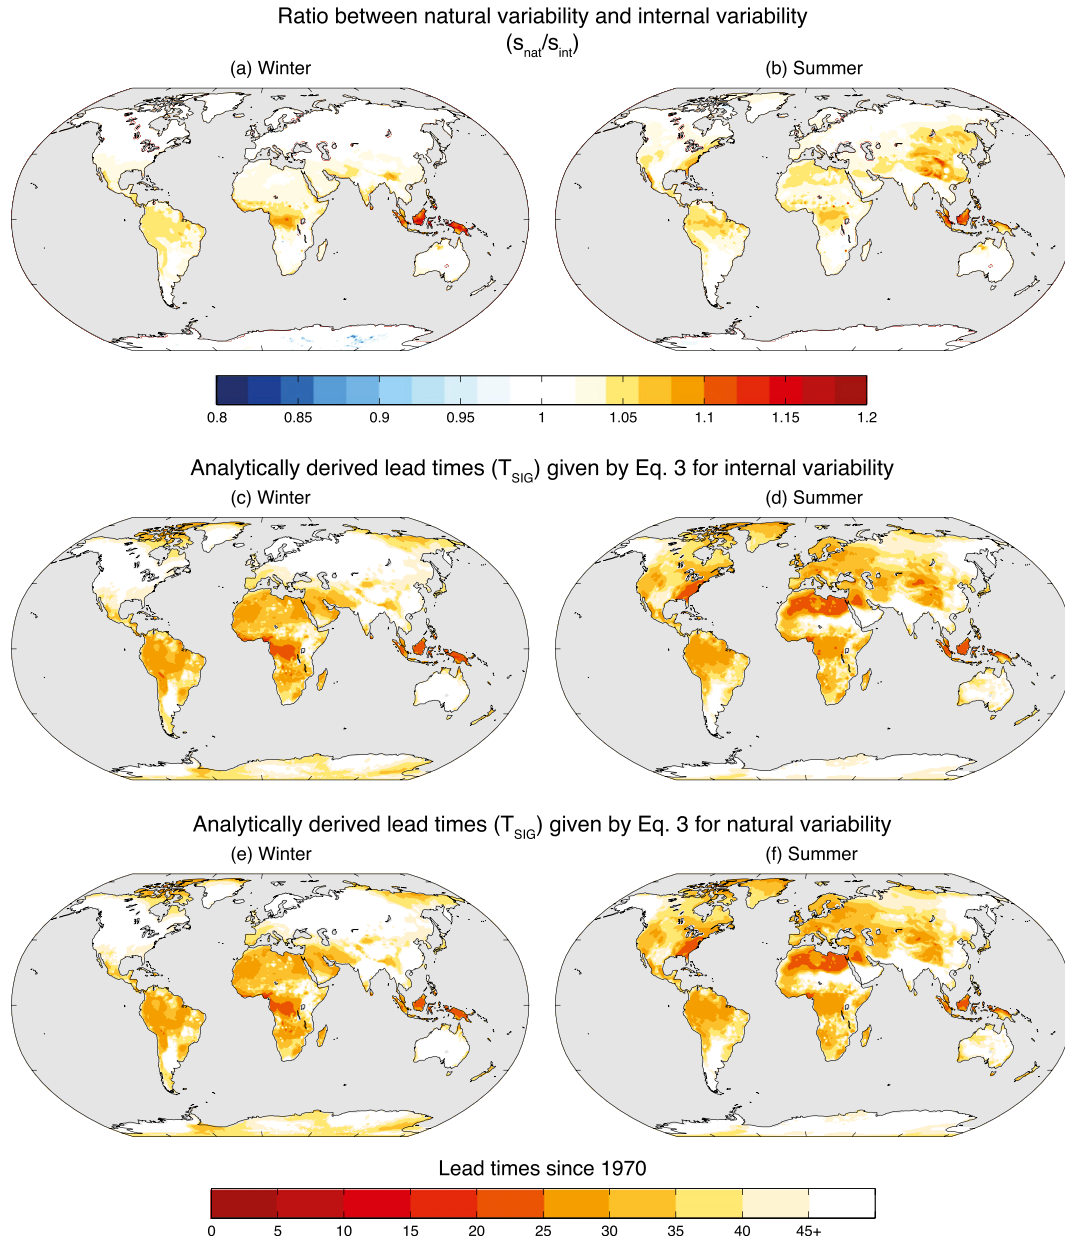 Ratio between natural variability and internal variability
(s_nat/s_int)
(a) Winter
(b) Summer
0.8 0.85 0.9 0.95 1 1.05 1.1 1.15 1.2
Analytically derived lead times (T_SIG) given by Eq. 3 for internal variability
(c) Winter
(d) Summer
Analytically derived lead times (T_SIG) given by Eq. 3 for natural variability
(e) Winter
(f) Summer
Lead times since 1970
0 5 10 15 20 25 30 35 40 45+